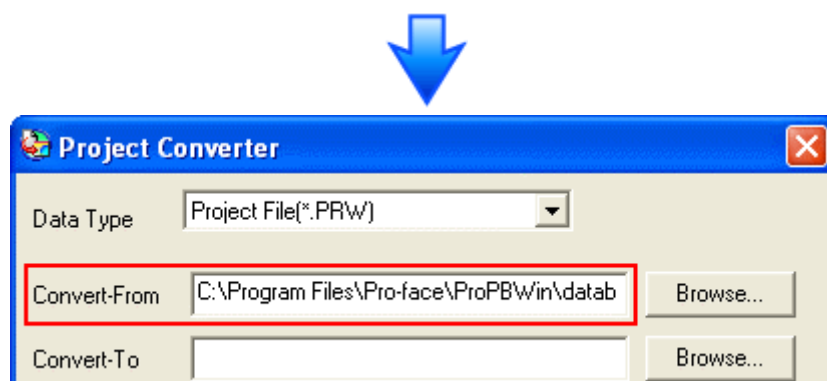 Project Converter
Data Type Project File(*.PRW)
Convert-From C:\Program Files\Pro-face\ProPBWin\datab Browse...
Convert-To Browse...